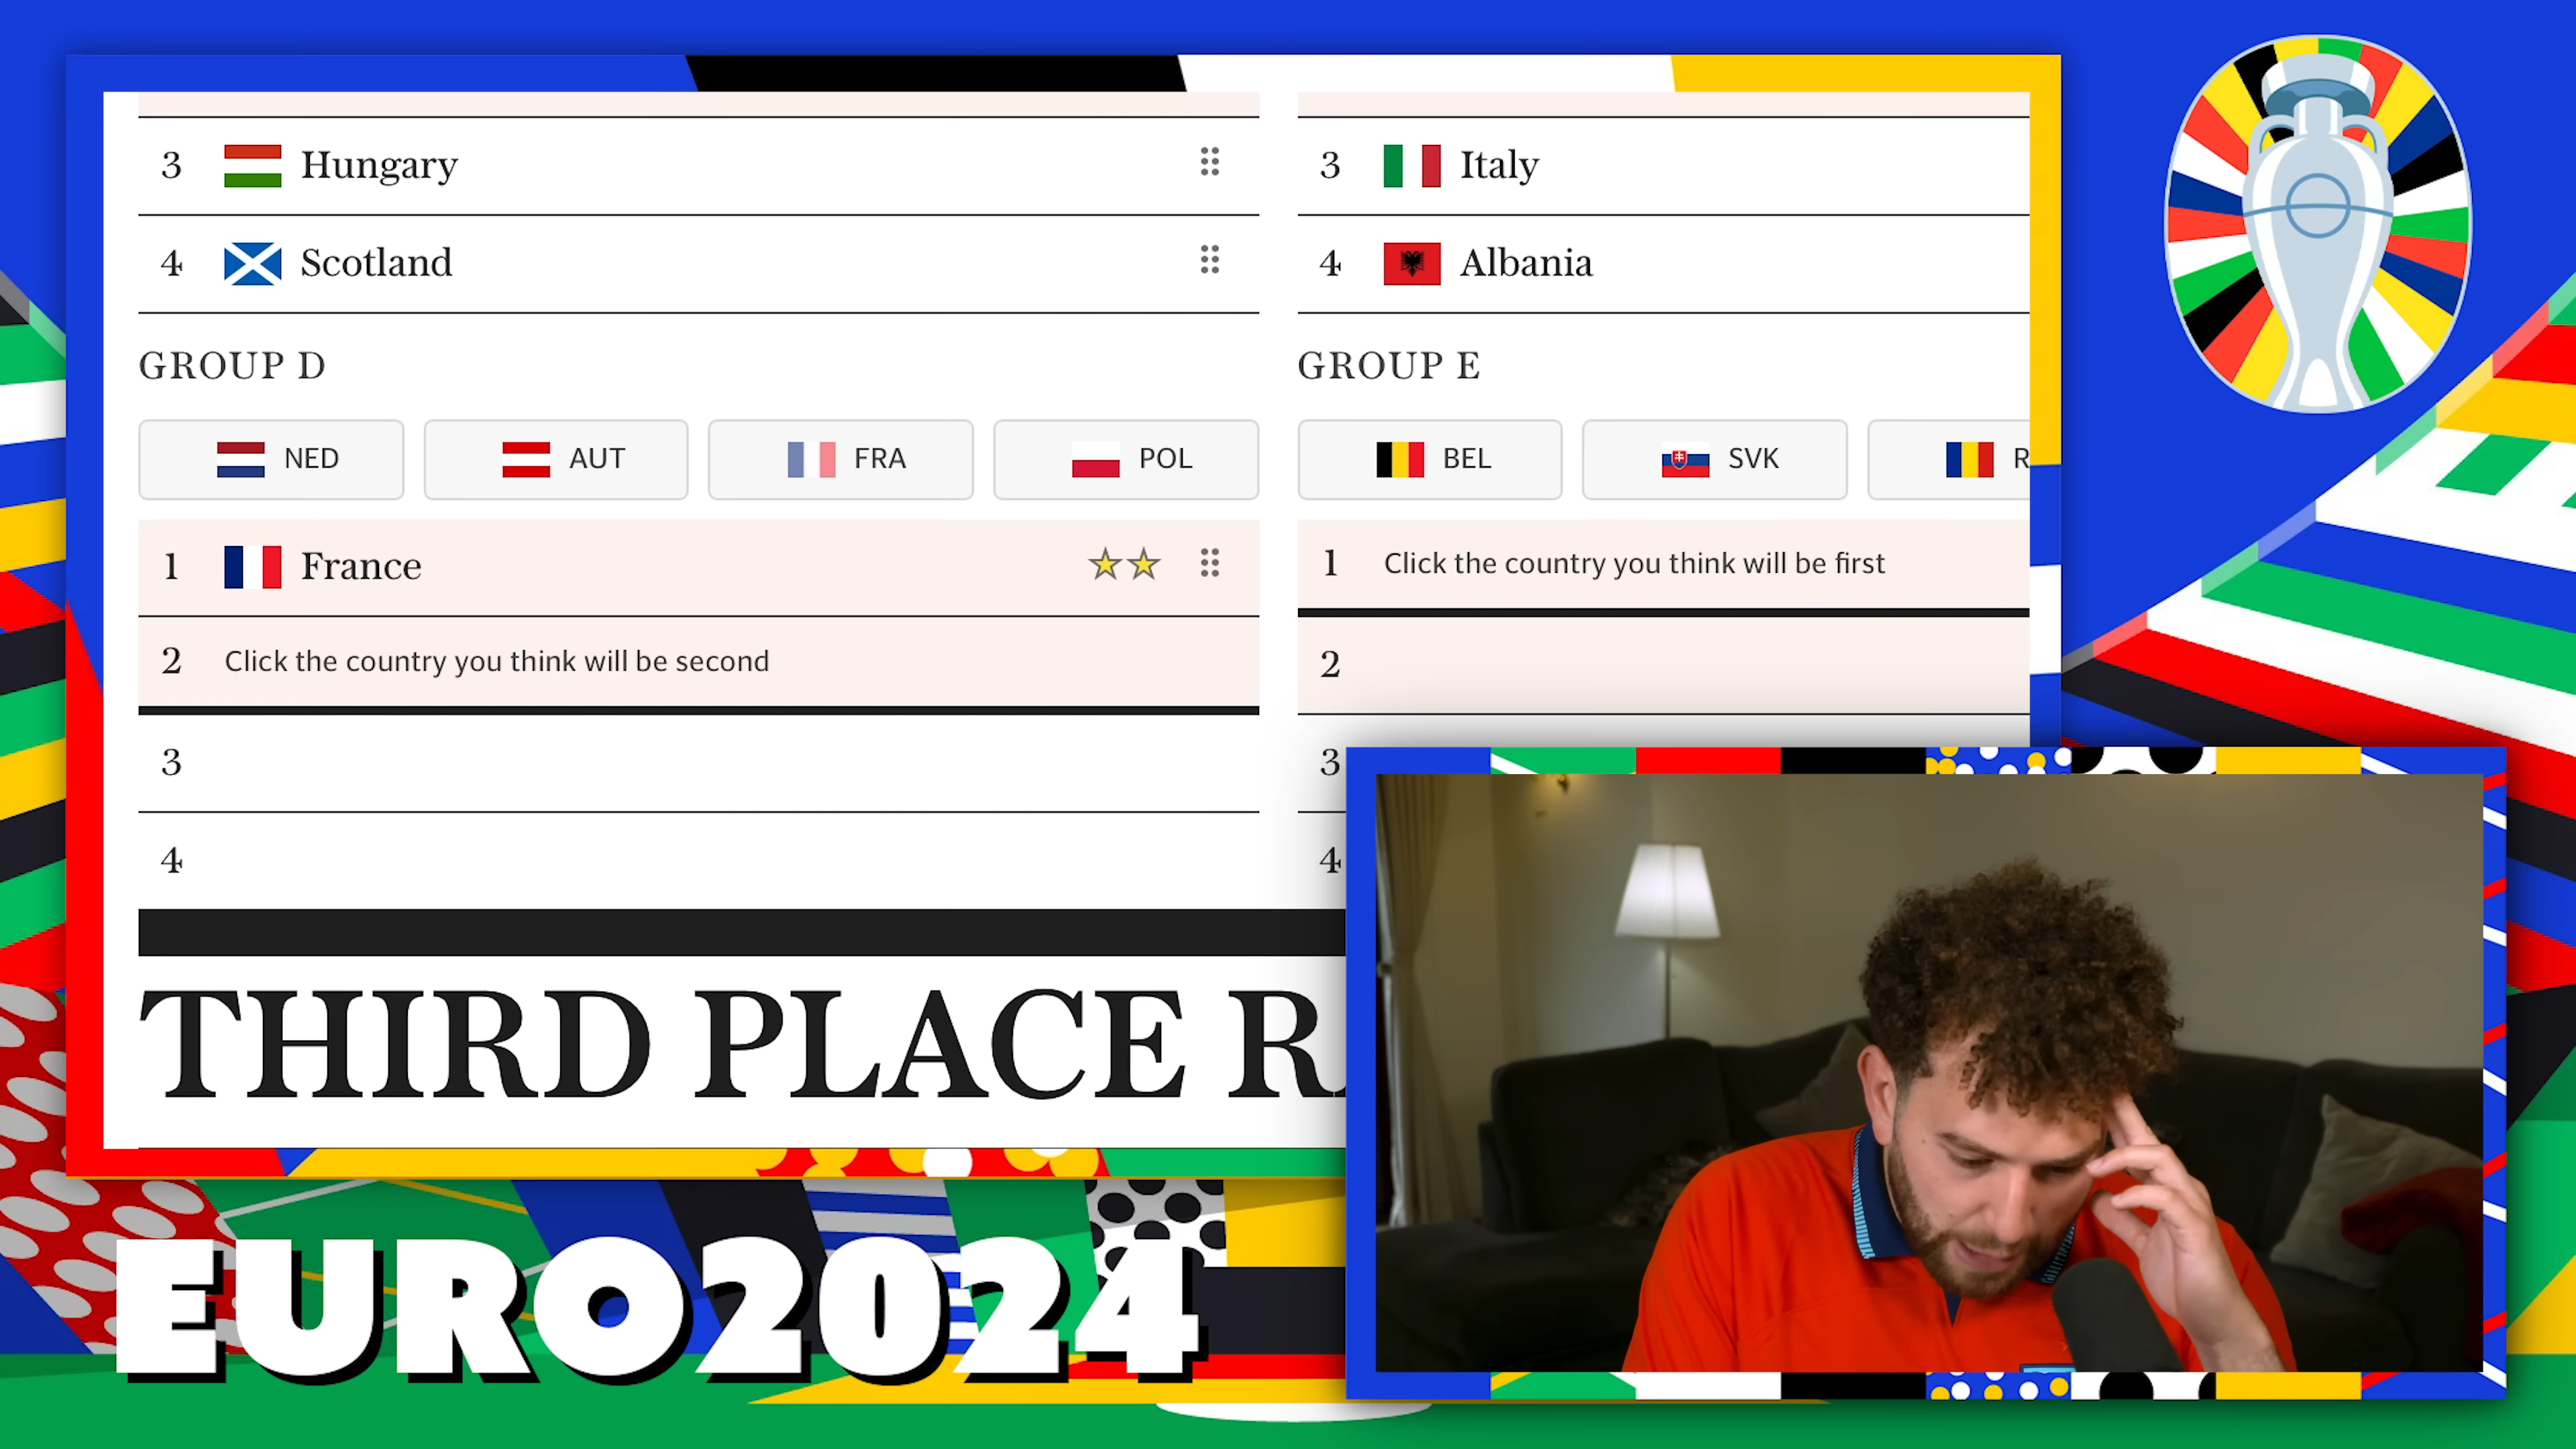 3 Hungary
4 Scotland
3 Italy
4 Albania
GROUP D
NED AUT FRA POL
1 France
2 Click the country you think will be second
3
4
GROUP E
BEL SVK
1 Click the country you think will be first
2
3
4
THIRD PLACE
EURO2024